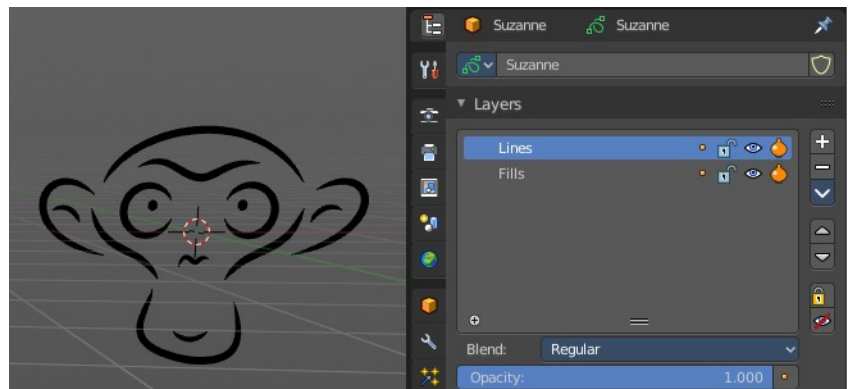 Suzanne Suzanne
Suzanne
Layers
Lines
Fills
Blend: Regular
Opacity: 1.000